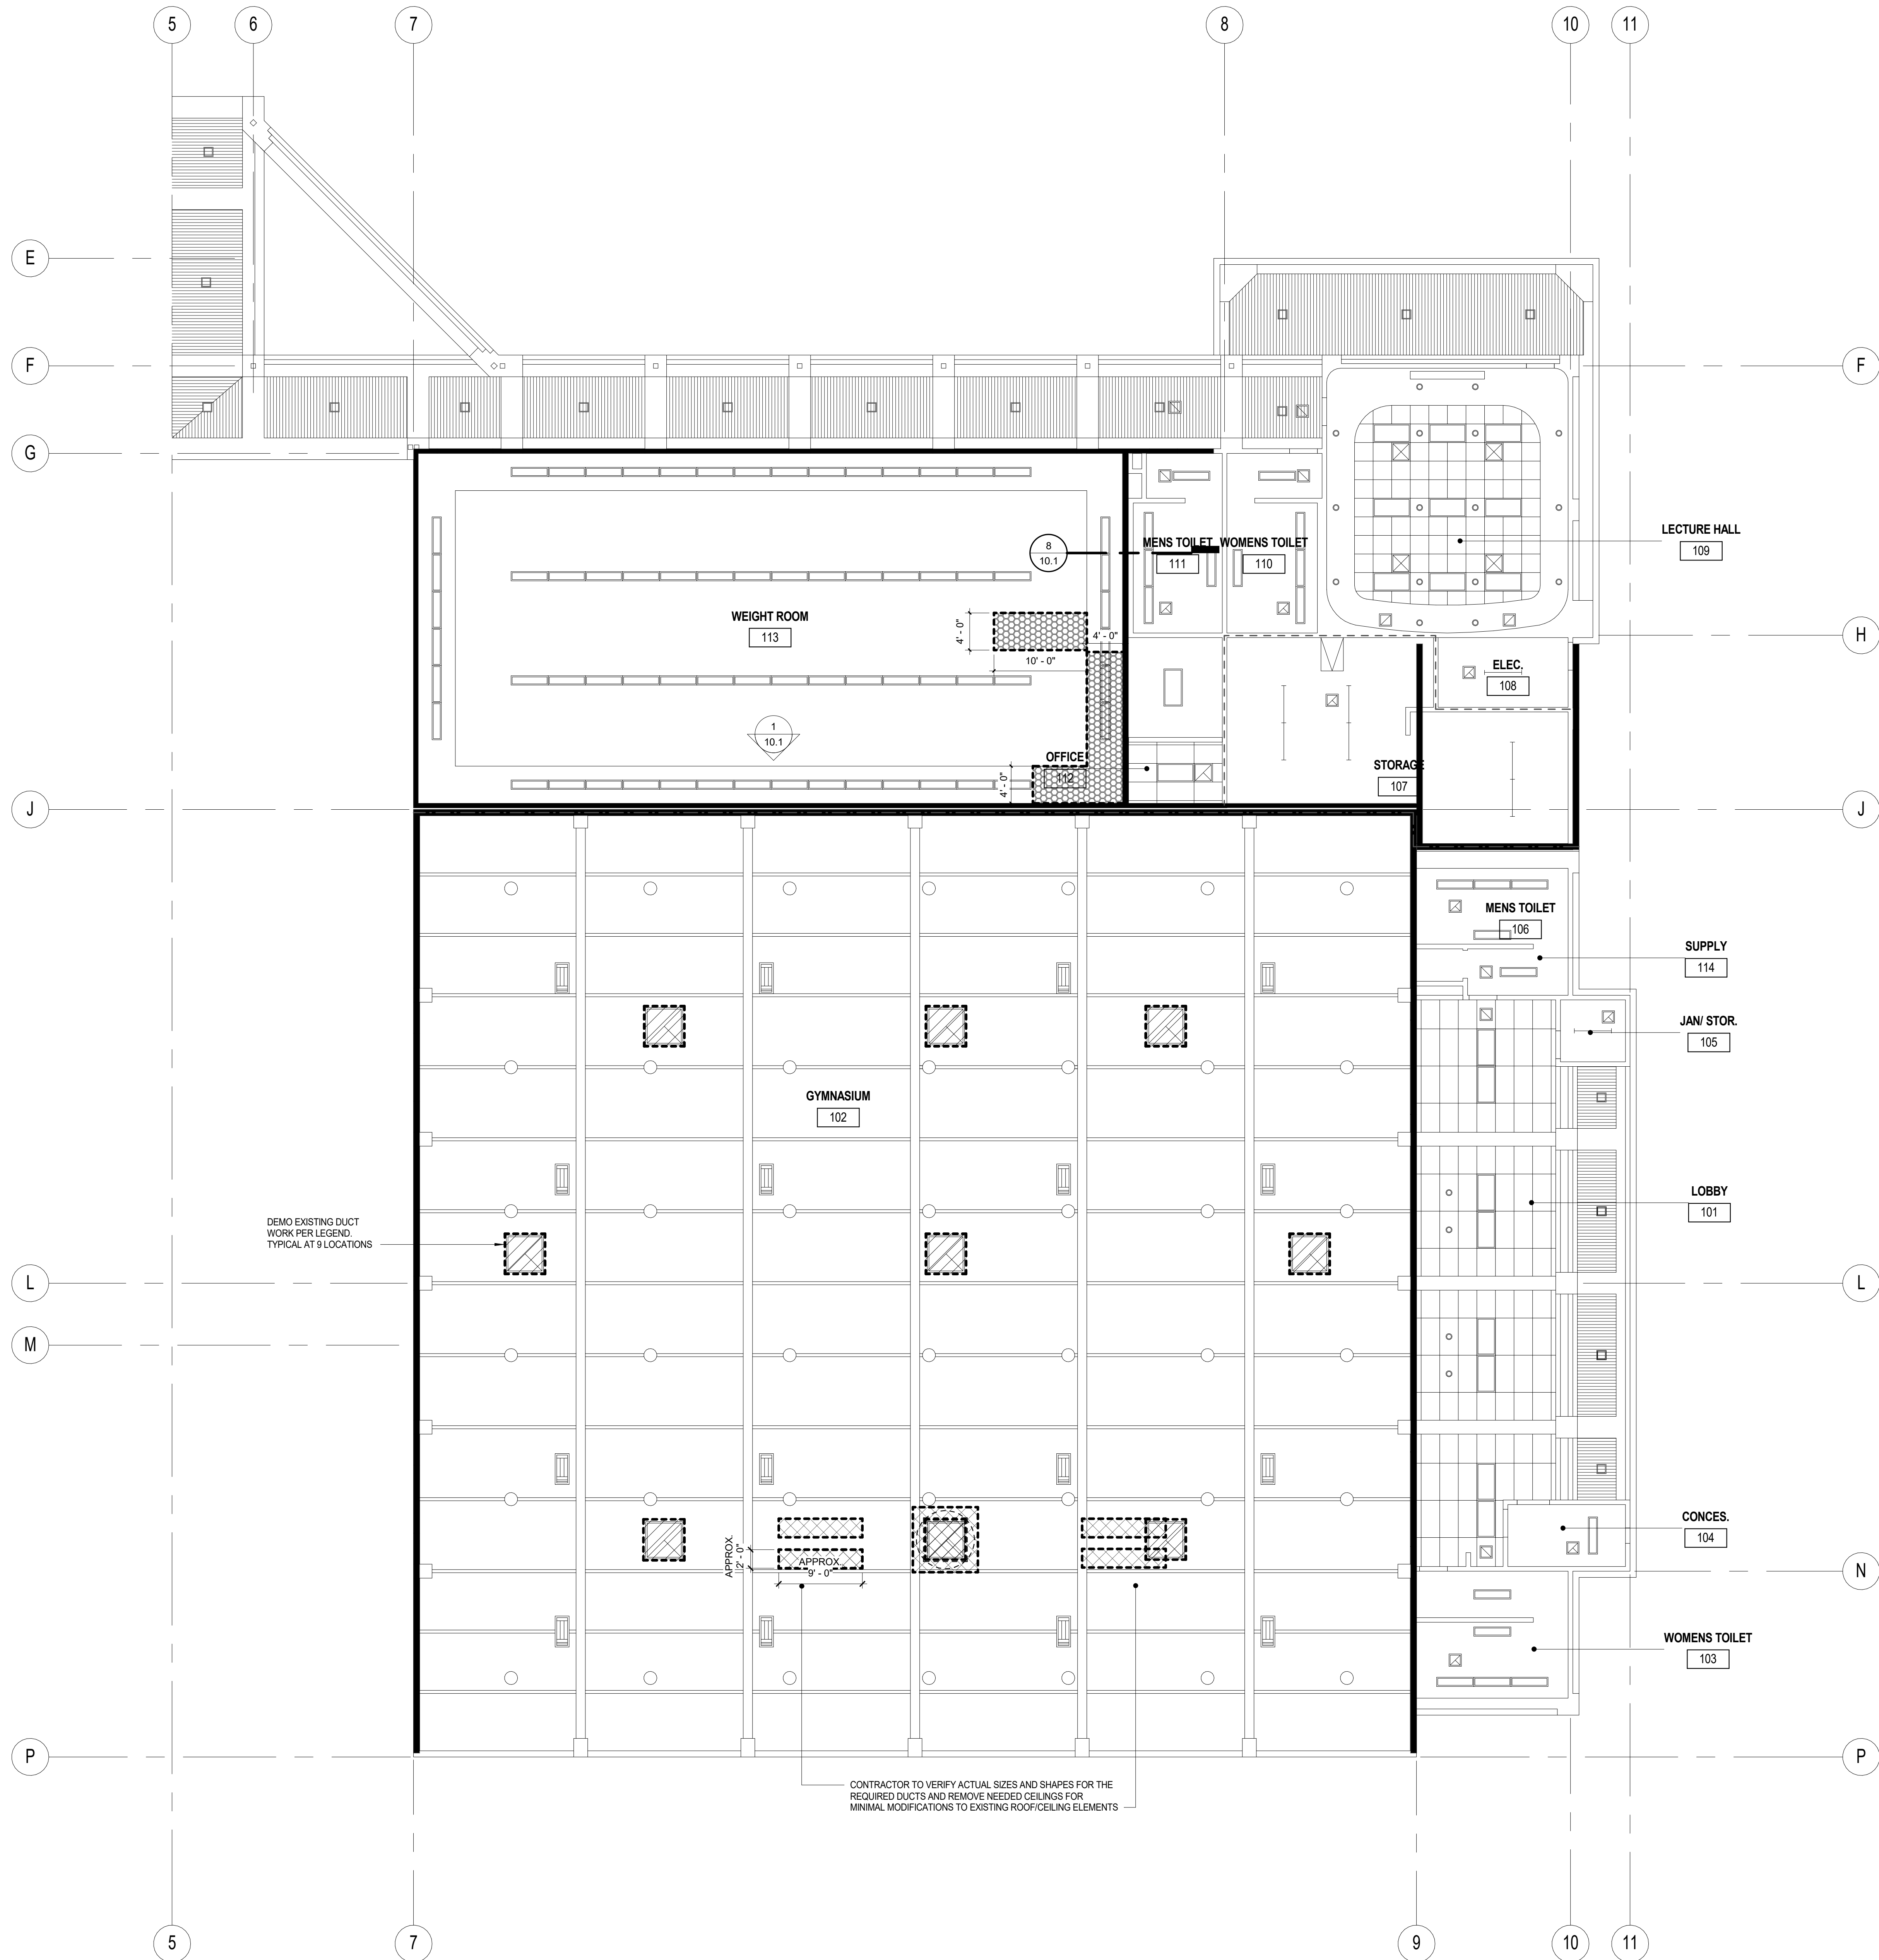 5
6
7
8
10
11
E
F
F
G
LECTURE HALL
109
8
10.1
MENS TOILET
111
WOMENS TOILET
110
WEIGHT ROOM
113
4' - 0"
10' - 0"
4' - 0"
H
ELEC.
108
1
10.1
OFFICE
112
4' - 0"
STORAGE
107
J
J
MENS TOILET
106
SUPPLY
114
JAN/ STOR.
105
GYMNASIUM
102
LOBBY
101
DEMO EXISTING DUCT
WORK PER LEGEND.
TYPICAL AT 9 LOCATIONS
L
L
M
CONCES.
104
APPROX.
2' - 0"
APPROX.
9' - 0"
N
WOMENS TOILET
103
P
P
CONTRACTOR TO VERIFY ACTUAL SIZES AND SHAPES FOR THE
REQUIRED DUCTS AND REMOVE NEEDED CEILINGS FOR
MINIMAL MODIFICATIONS TO EXISTING ROOF/CEILING ELEMENTS
5
7
9
10
11